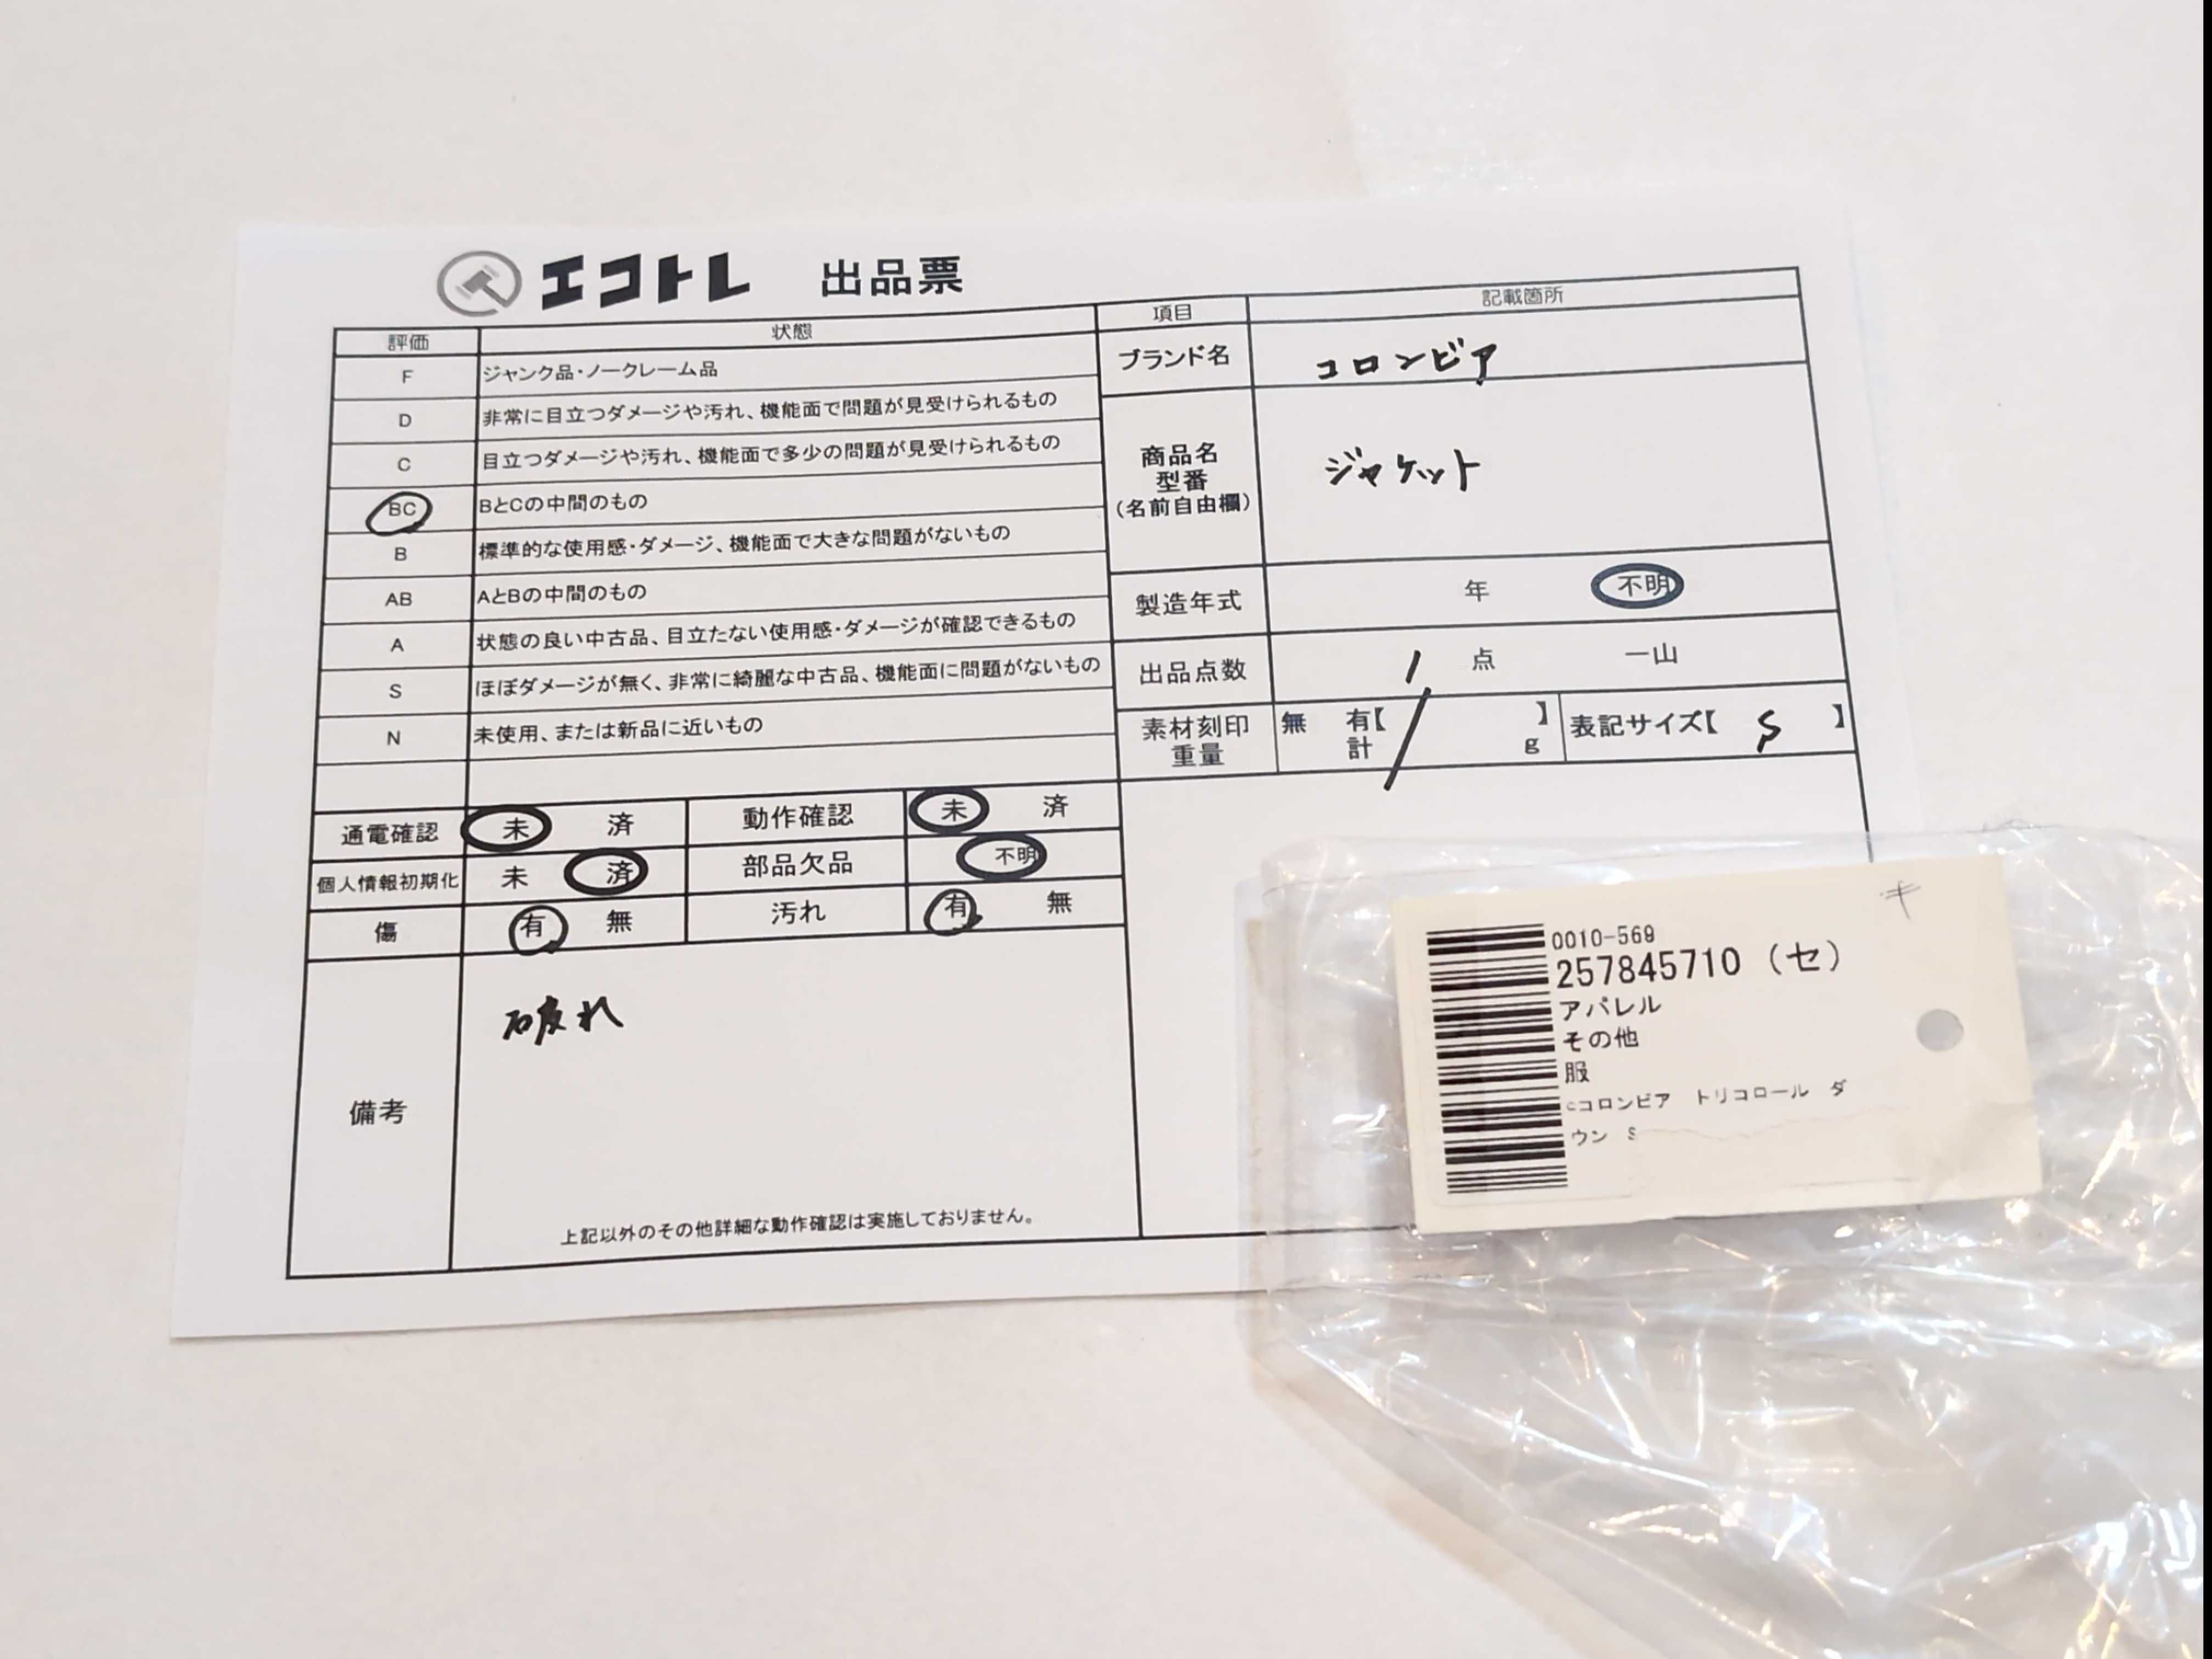 エコトレ 出品票
評価 状態
F ジャンク品・ノークレーム品
D 非常に目立つダメージや汚れ、機能面で問題が見受けられるもの
C 目立つダメージや汚れ、機能面で多少の問題が見受けられるもの
BC BとCの中間のもの
B 標準的な使用感・ダメージ、機能面で大きな問題がないもの
AB AとBの中間のもの
A 状態の良い中古品、目立たない使用感・ダメージが確認できるもの
S ほぼダメージが無く、非常に綺麗な中古品、機能面に問題がないもの
N 未使用、または新品に近いもの
項目 記載箇所
ブランド名 コロンビア
商品名
型番
(名前自由欄)
ジャケット
製造年式 年 不明
出品点数 1 点 一山
素材刻印 無 有【 】
重量 計 g
表記サイズ【 S 】
通電確認 未 済 動作確認 未 済
個人情報初期化 未 済 部品欠品 不明
傷 有 無 汚れ 有 無
備考
破れ
上記以外のその他詳細な動作確認は実施しておりません。
キ
0010-569
257845710 (セ)
アパレル
その他
服
cコロンビア トリコロール ダ
ウン S